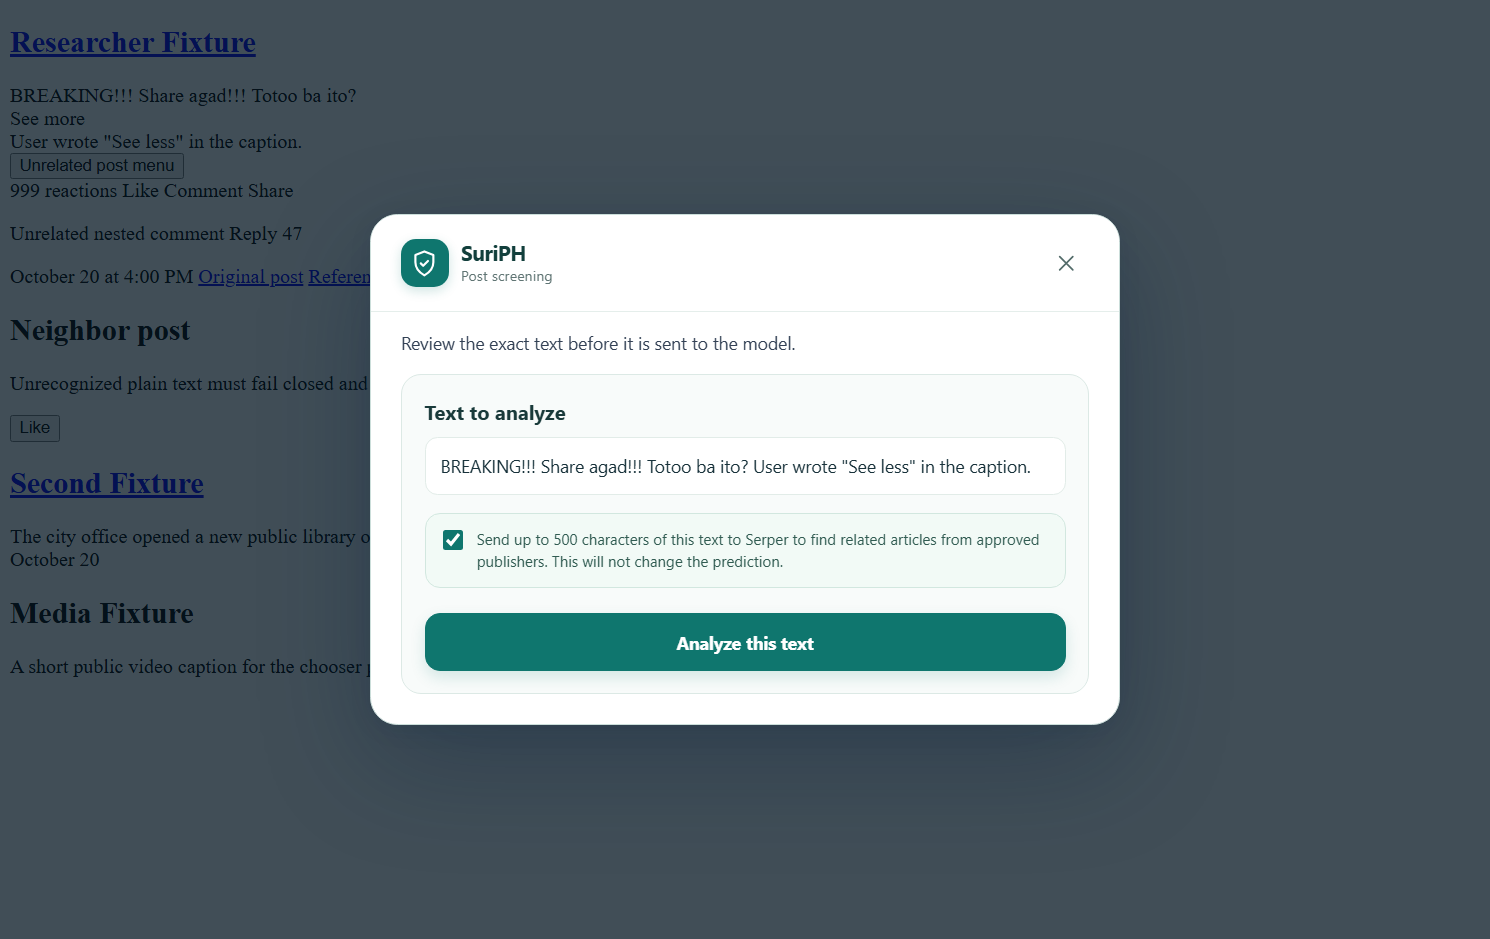 Researcher Fixture
BREAKING!!! Share agad!!! Totoo ba ito?
See more
User wrote "See less" in the caption.
Unrelated post menu
999 reactions Like Comment Share
Unrelated nested comment Reply 47
October 20 at 4:00 PM Original post
Neighbor post
Unrecognized plain text must fail closed and
Like
Second Fixture
The city office opened a new public library
October 20
Media Fixture
A short public video caption for the chooser
SuriPH
Post screening
Review the exact text before it is sent to the model.
Text to analyze
BREAKING!!! Share agad!!! Totoo ba ito? User wrote "See less" in the caption.
Send up to 500 characters of this text to Serper to find related articles from approved
publishers. This will not change the prediction.
Analyze this text